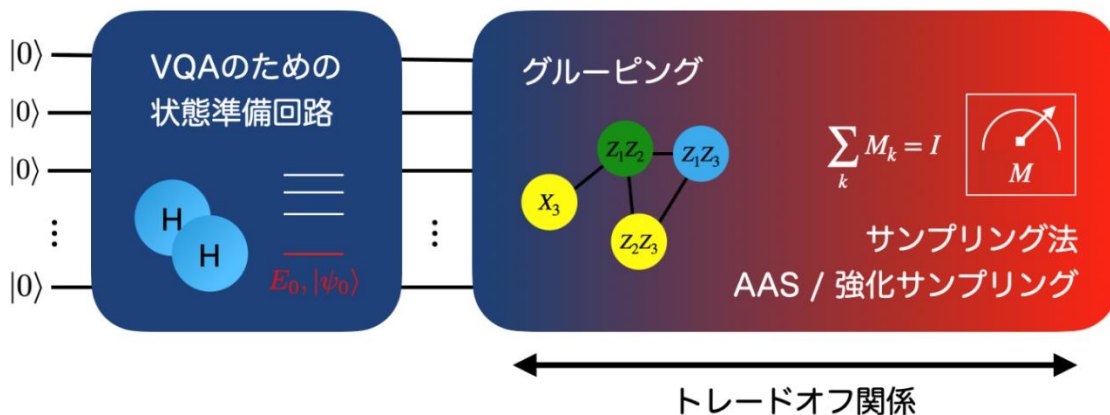 |0⟩
|0⟩
|0⟩
⋮
|0⟩
VQAのための
状態準備回路
H
H
E₀, |ψ₀⟩
⋮
グルーピング
Z₁Z₂
Z₁Z₃
X₃
Z₂Z₃
∑ₖ Mₖ = I
M
サンプリング法
AAS / 強化サンプリング
トレードオフ関係